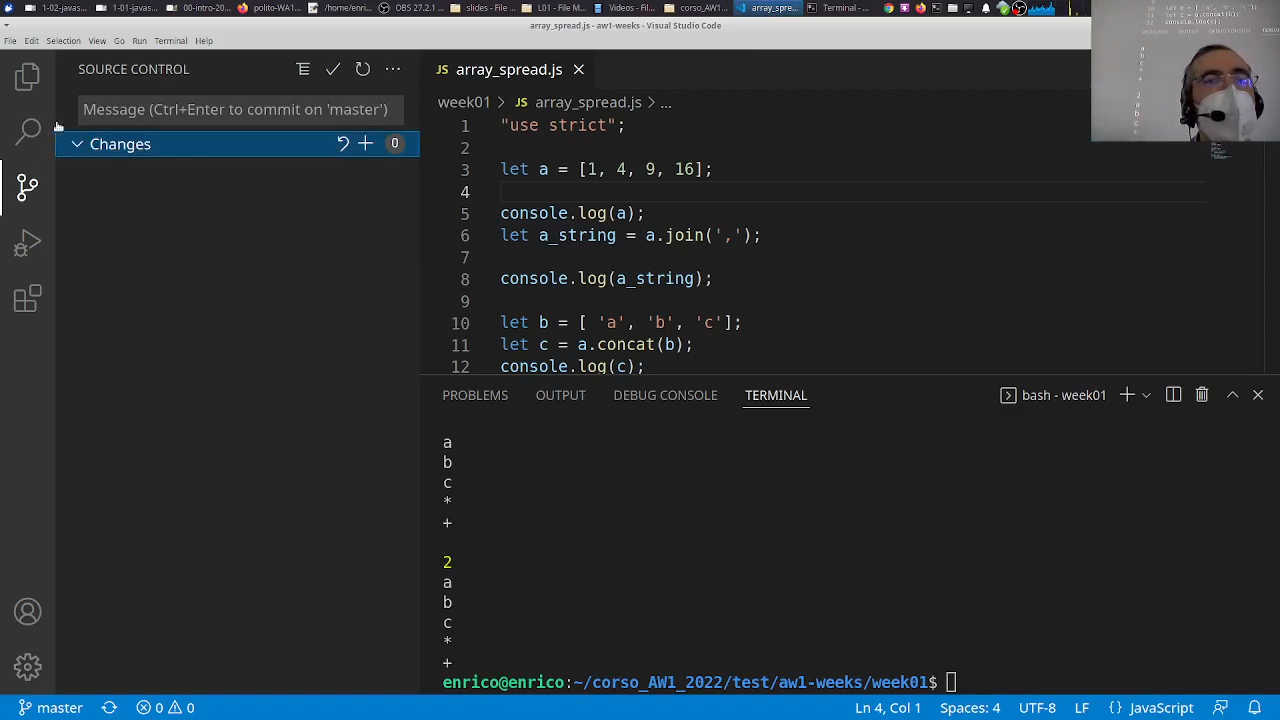 1-02-javas… 1-01-javas… 00-intro-20… polito-WA1… /home/enri… OBS 27.2.1… slides - File M… L01 - File M… Videos - File… corso_AW1… array_spre… Terminal -…
array_spread.js - aw1-weeks - Visual Studio Code
File Edit Selection View Go Run Terminal Help
SOURCE CONTROL
Message (Ctrl+Enter to commit on 'master')
Changes 0
JS array_spread.js
week01 > JS array_spread.js > ...
1 "use strict";
2
3 let a = [1, 4, 9, 16];
4
5 console.log(a);
6 let a_string = a.join(',');
7
8 console.log(a_string);
9
10 let b = [ 'a', 'b', 'c'];
11 let c = a.concat(b);
12 console.log(c);
PROBLEMS OUTPUT DEBUG CONSOLE TERMINAL bash - week01
a
b
c
*
+
2
a
b
c
*
+
enrico@enrico:~/corso_AW1_2022/test/aw1-weeks/week01$
master 0 0 Ln 4, Col 1 Spaces: 4 UTF-8 LF {} JavaScript